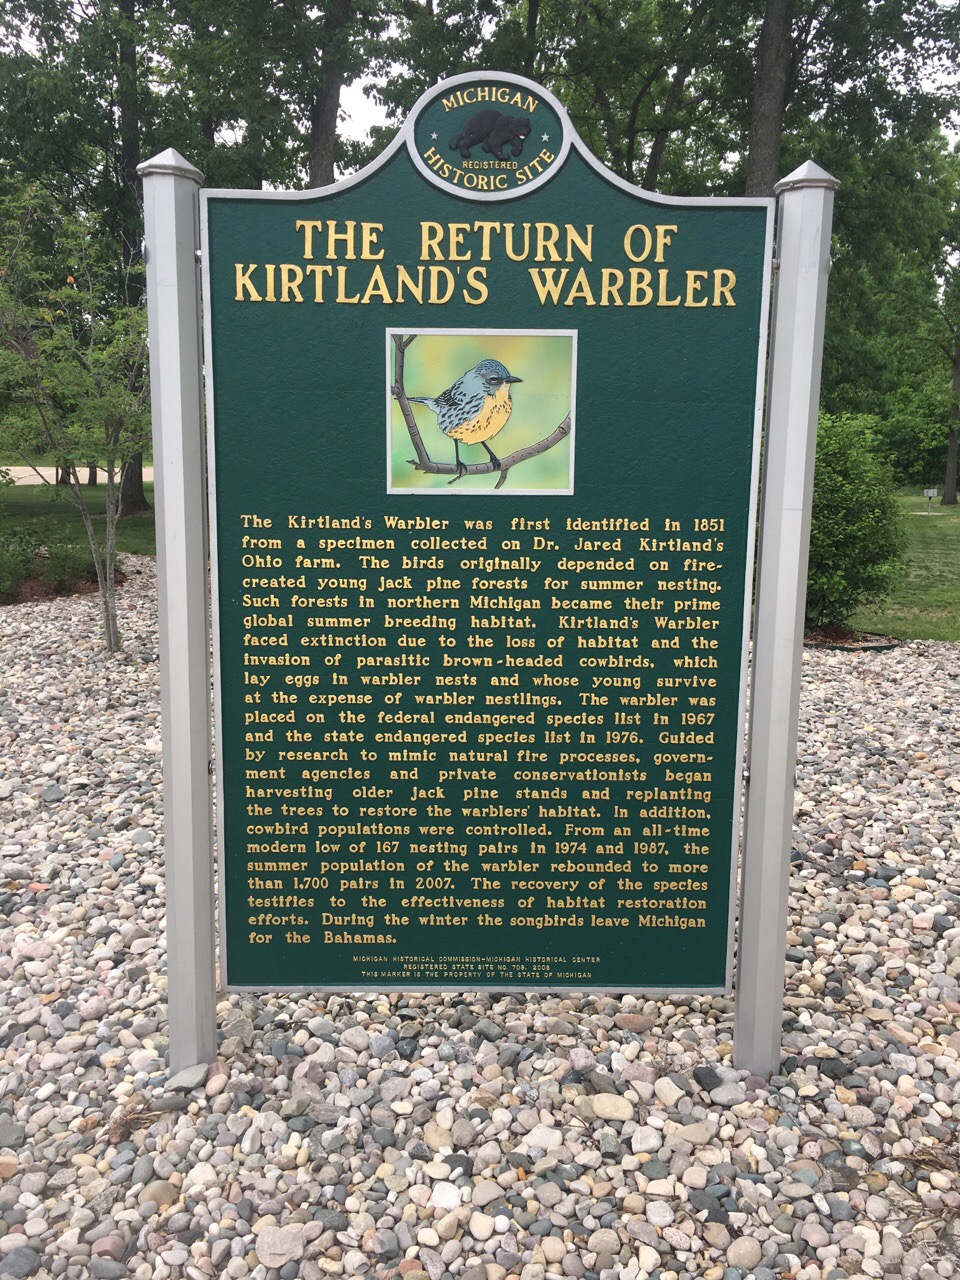 MICHIGAN
REGISTERED
HISTORIC SITE
THE RETURN OF
KIRTLAND'S WARBLER
The Kirtland's Warbler was first identified in 1851
from a specimen collected on Dr. Jared Kirtland's
Ohio farm. The birds originally depended on fire-
created young jack pine forests for summer nesting.
Such forests in northern Michigan became their prime
global summer breeding habitat. Kirtland's Warbler
faced extinction due to the loss of habitat and the
invasion of parasitic brown-headed cowbirds, which
lay eggs in warbler nests and whose young survive
at the expense of warbler nestlings. The warbler was
placed on the federal endangered species list in 1967
and the state endangered species list in 1976. Guided
by research to mimic natural fire processes, govern-
ment agencies and private conservationists began
harvesting older jack pine stands and replanting
the trees to restore the warblers' habitat. In addition,
cowbird populations were controlled. From an all-time
modern low of 167 nesting pairs in 1974 and 1987, the
summer population of the warbler rebounded to more
than 1,700 pairs in 2007. The recovery of the species
testifies to the effectiveness of habitat restoration
efforts. During the winter the songbirds leave Michigan
for the Bahamas.
MICHIGAN HISTORICAL COMMISSION-MICHIGAN HISTORICAL CENTER
REGISTERED STATE SITE NO. 709, 2008
THIS MARKER IS THE PROPERTY OF THE STATE OF MICHIGAN